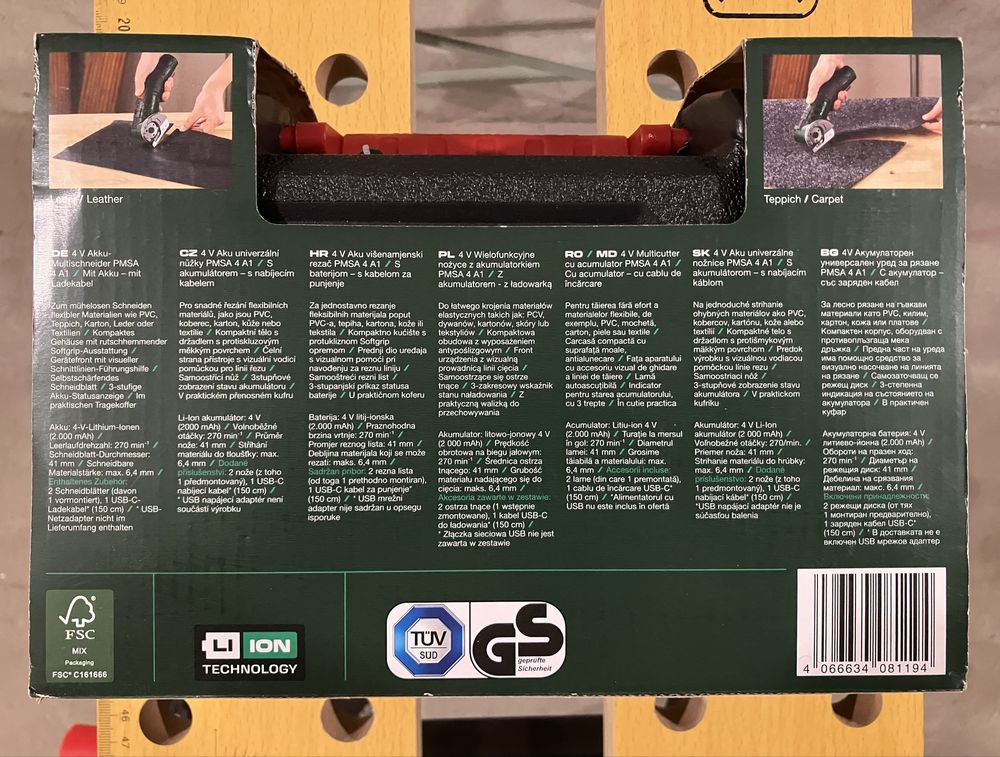 20
Leder / Leather
Teppich / Carpet
DE 4 V Akku-
Multischneider PMSA
4 A1 / Mit Akku – mit
Ladekabel
Zum mühelosen Schneiden
flexibler Materialien wie PVC,
Teppich, Karton, Leder oder
Textilien / Kompaktes
Gehäuse mit rutschhemmender
Softgrip-Ausstattung /
Gerätefront mit visueller
Schnittlinien-Führungshilfe /
Selbstschärfendes
Schneidblatt / 3-stufige
Akku-Statusanzeige / Im
praktischen Tragekoffer
Akku: 4-V-Lithium-Ionen
(2.000 mAh) /
Leerlaufdrehzahl: 270 min⁻¹ /
Schneidblatt-Durchmesser:
41 mm / Schneidbare
Materialstärke: max. 6,4 mm /
Enthaltenes Zubehör:
2 Schneidblätter (davon
1 vormontiert), 1 USB-C-
Ladekabel* (150 cm) / * USB-
Netzadapter nicht im
Lieferumfang enthalten
CZ 4 V Aku univerzální
nůžky PMSA 4 A1 / S
akumulátorem – s nabíjecím
kabelem
Pro snadné řezání flexibilních
materiálů, jako jsou PVC,
koberec, karton, kůže nebo
textilie / Kompaktní tělo s
držadlem s protiskluzovým
měkkým povrchem / Čelní
strana přístroje s vizuální vodicí
pomůckou pro linii řezu /
Samoostřící nůž / 3stupňové
zobrazení stavu akumulátoru /
V praktickém přenosném kufru
Li-Ion akumulátor: 4 V
(2000 mAh) / Volnoběžné
otáčky: 270 min⁻¹ / Průměr
nože: 41 mm / Stříhání
materiálu do tloušťky: max.
6,4 mm / Dodané
příslušenství: 2 nože (z toho
1 předmontovaný), 1 USB-C
nabíjecí kabel* (150 cm) /
* USB napájecí adaptér není
součástí výrobku
HR 4 V Aku višenamjenski
rezač PMSA 4 A1 / S
baterijom – s kabelom za
punjenje
Za jednostavno rezanje
fleksibilnih materijala poput
PVC-a, tepiha, kartona, kože ili
tekstila / Kompaktno kućište s
protukliznom Softgrip
opremom / Prednji dio uređaja
s vizualnom pomoći pri
navođenju za reznu liniju /
Samooštreći rezni list /
3-stupanjski prikaz statusa
baterije / U praktičnom koferu
Baterija: 4 V litij-ionska
(2.000 mAh) / Praznohodna
brzina vrtnje: 270 min⁻¹ /
Promjer reznog lista: 41 mm /
Debljina materijala koji se može
rezati: maks. 6,4 mm /
Sadržan pribor: 2 rezna lista
(od toga 1 prethodno montiran),
1 USB-C kabel za punjenje*
(150 cm) / * USB mrežni
adapter nije sadržan u opsegu
isporuke
PL 4 V Wielofunkcyjne
nożyce z akumulatorkiem
PMSA 4 A1 / Z
akumulatorem - z ładowarką
Do łatwego krojenia materiałów
elastycznych takich jak: PCV,
dywanów, kartonów, skóry lub
tekstyliów / Kompaktowa
obudowa z wyposażeniem
antypoślizgowym / Front
urządzenia z wizualną
prowadnicą linii cięcia /
Samoostrzące się ostrze
tnące / 3-zakresowy wskaźnik
stanu naładowania / Z
praktyczną walizką do
przechowywania
Akumulator: litowo-jonowy 4 V
(2 000 mAh) / Prędkość
obrotowa na biegu jałowym:
270 min⁻¹ / Średnica ostrza
tnącego: 41 mm / Grubość
materiału nadającego się do
cięcia: maks. 6,4 mm /
Akcesoria zawarte w zestawie:
2 ostrza tnące (1 wstępnie
zmontowane), 1 kabel USB-C
do ładowania* (150 cm) /
* Złączka sieciowa USB nie jest
zawarta w zestawie
RO / MD 4 V Multicutter
cu acumulator PMSA 4 A1 /
Cu acumulator – cu cablu de
încărcare
Pentru tăierea fără efort a
materialelor flexibile, de
exemplu, PVC, mochetă,
carton, piele sau textile /
Carcasă compactă cu
suprafață moale,
antialunecare / Fața aparatului
cu accesoriu vizual de ghidare
a liniei de tăiere / Lamă
autoascuțibilă / Indicator
pentru starea acumulatorului,
cu 3 trepte / În cutie practica
Acumulator: Litiu-ion 4 V
(2.000 mAh) / Turație la mersul
în gol: 270 min⁻¹ / Diametrul
lamei: 41 mm / Grosime
tăiabilă a materialului: max.
6,4 mm / Accesorii incluse:
2 lame (din care 1 premontată),
1 cablu de încărcare USB-C*
(150 cm) / *Alimentatorul cu
USB nu este inclus în ofertă
SK 4 V Aku univerzálne
nožnice PMSA 4 A1 / S
akumulátorom – s nabíjacím
káblom
Na jednoduché strihanie
ohybných materiálov ako PVC,
kobercov, kartónu, kože alebo
textílií / Kompaktné telo s
držadlom s protišmykovým
mäkkým povrchom / Predok
výrobku s vizuálnou vodiacou
pomôckou línie rezu /
Samoostriaci nôž /
3-stupňové zobrazenie stavu
akumulátora / V praktickom
kufríku
Akumulátor: 4 V Li-Ion
(2.000 mAh) /
Voľnobežné otáčky: 270/min. /
Priemer noža: 41 mm /
Strihanie materiálu do hrúbky:
max. 6,4 mm / Dodané
príslušenstvo: 2 nože (z toho
1 predmontovaný), 1 USB-C
nabíjací kábel* (150 cm) /
*USB napájací adaptér nie je
súčasťou balenia
BG 4V Акумулаторен
универсален уред за рязане
PMSA 4 A1 / С акумулатор –
със заряден кабел
За лесно рязане на гъвкави
материали като PVC, килим,
картон, кожа или платове /
Компактен корпус, оборудван с
противоплъзгаща мека
дръжка / Предна част на уреда
има помощно средство за
визуално насочване на линията
на рязане / Самозаточващ се
режещ диск / 3-степенна
индикация на състоянието на
акумулатора / В практичен
куфар
Акумулаторна батерия: 4 V
литиево-йонна (2.000 mAh) /
Обороти на празен ход:
270 min⁻¹ / Диаметър на
режещия диск: 41 mm /
Дебелина на срязвания
материал: макс. 6,4 mm /
Включени принадлежности:
2 режещи диска (от тях
1 монтиран предварително),
1 заряден кабел USB-C*
(150 cm) / * В доставката не е
включен USB мрежов адаптер
FSC
MIX
Packaging
FSC® C161666
LI ION
TECHNOLOGY
TÜV
SÜD
GS
geprüfte
Sicherheit
4 066634 081194
46 47